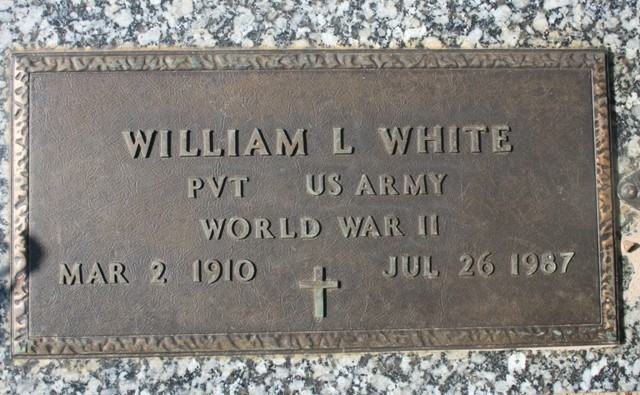 WILLIAM L WHITE
PVT US ARMY
WORLD WAR II
MAR 2 1910 JUL 26 1987